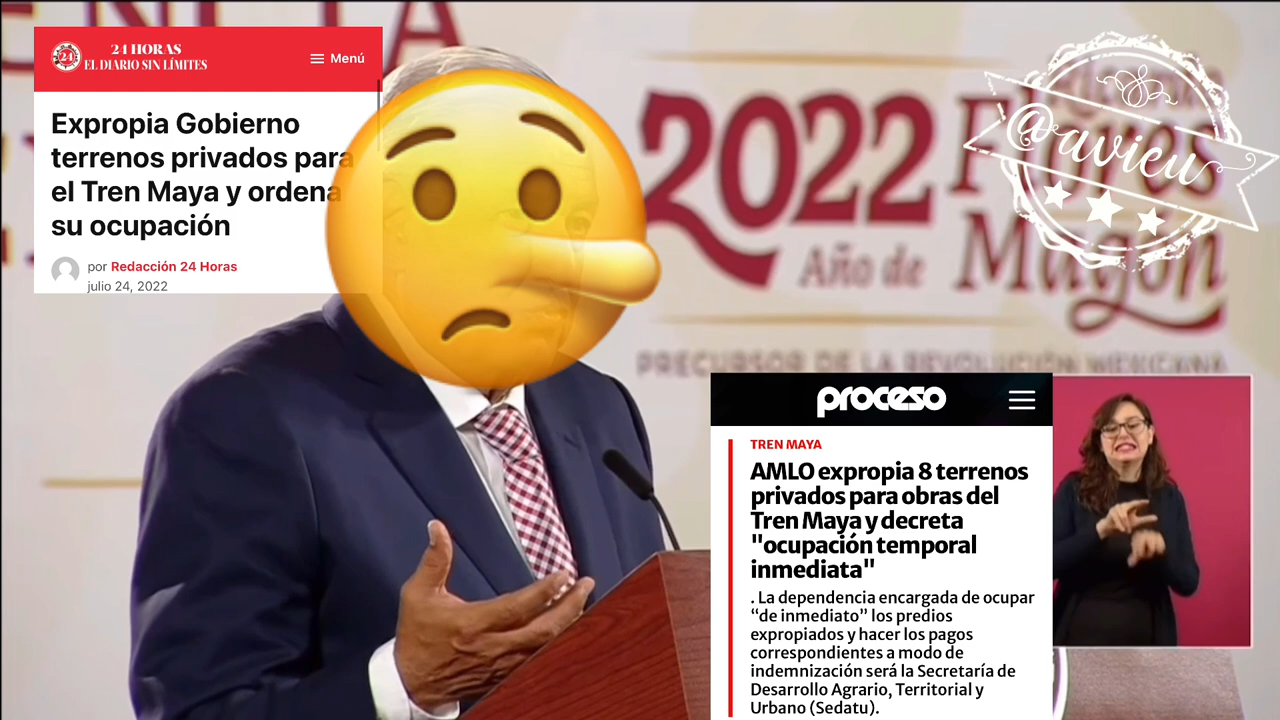 24 HORAS
EL DIARIO SIN LÍMITES
Menú
Expropia Gobierno
terrenos privados para
el Tren Maya y ordena
su ocupación
por Redacción 24 Horas
julio 24, 2022
2022 Flores
Año de Magón
PRECURSOR DE LA REVOLUCIÓN MEXICANA
@avieu
proceso
TREN MAYA
AMLO expropia 8 terrenos
privados para obras del
Tren Maya y decreta
"ocupación temporal
inmediata"
. La dependencia encargada de ocupar
“de inmediato” los predios
expropiados y hacer los pagos
correspondientes a modo de
indemnización será la Secretaría de
Desarrollo Agrario, Territorial y
Urbano (Sedatu).